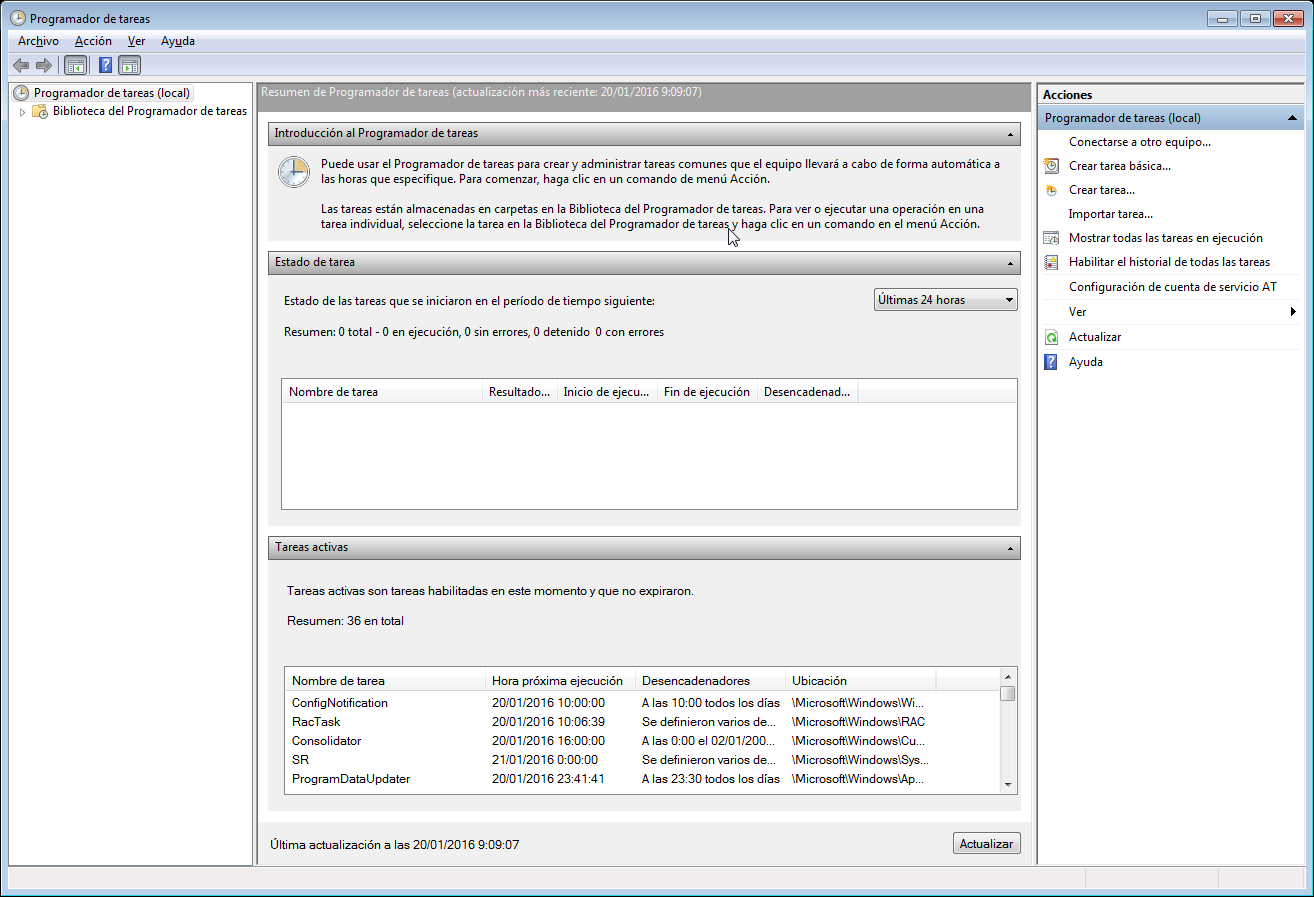 Programador de tareas
Archivo Acción Ver Ayuda
Programador de tareas (local)
Biblioteca del Programador de tareas
Resumen de Programador de tareas (actualización más reciente: 20/01/2016 9:09:07)
Introducción al Programador de tareas
Puede usar el Programador de tareas para crear y administrar tareas comunes que el equipo llevará a cabo de forma automática a
las horas que especifique. Para comenzar, haga clic en un comando de menú Acción.
Las tareas están almacenadas en carpetas en la Biblioteca del Programador de tareas. Para ver o ejecutar una operación en una
tarea individual, seleccione la tarea en la Biblioteca del Programador de tareas y haga clic en un comando en el menú Acción.
Estado de tarea
Estado de las tareas que se iniciaron en el período de tiempo siguiente:
Últimas 24 horas
Resumen: 0 total - 0 en ejecución, 0 sin errores, 0 detenido  0 con errores
Nombre de tarea Resultado... Inicio de ejecu... Fin de ejecución Desencadenad...
Tareas activas
Tareas activas son tareas habilitadas en este momento y que no expiraron.
Resumen: 36 en total
Nombre de tarea Hora próxima ejecución Desencadenadores Ubicación
ConfigNotification 20/01/2016 10:00:00 A las 10:00 todos los días \Microsoft\Windows\Wi...
RacTask 20/01/2016 10:06:39 Se definieron varios de... \Microsoft\Windows\RAC
Consolidator 20/01/2016 16:00:00 A las 0:00 el 02/01/200... \Microsoft\Windows\Cu...
SR 21/01/2016 0:00:00 Se definieron varios de... \Microsoft\Windows\Sys...
ProgramDataUpdater 20/01/2016 23:41:41 A las 23:30 todos los días \Microsoft\Windows\Ap...
Última actualización a las 20/01/2016 9:09:07
Actualizar
Acciones
Programador de tareas (local)
Conectarse a otro equipo...
Crear tarea básica...
Crear tarea...
Importar tarea...
Mostrar todas las tareas en ejecución
Habilitar el historial de todas las tareas
Configuración de cuenta de servicio AT
Ver
Actualizar
Ayuda